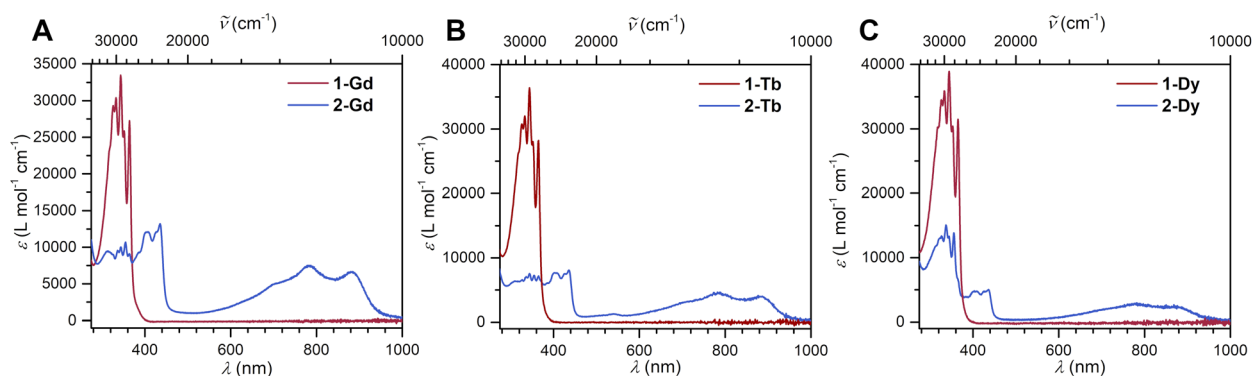 A
ṽ (cm⁻¹)
30000 20000 10000
35000
30000
25000
20000
15000
10000
5000
0
ε (L mol⁻¹ cm⁻¹)
1-Gd
2-Gd
400 600 800 1000
λ (nm)
B
ṽ (cm⁻¹)
30000 20000 10000
40000
30000
20000
10000
0
ε (L mol⁻¹ cm⁻¹)
1-Tb
2-Tb
400 600 800 1000
λ (nm)
C
ṽ (cm⁻¹)
30000 20000 10000
40000
30000
20000
10000
0
ε (L mol⁻¹ cm⁻¹)
1-Dy
2-Dy
400 600 800 1000
λ (nm)